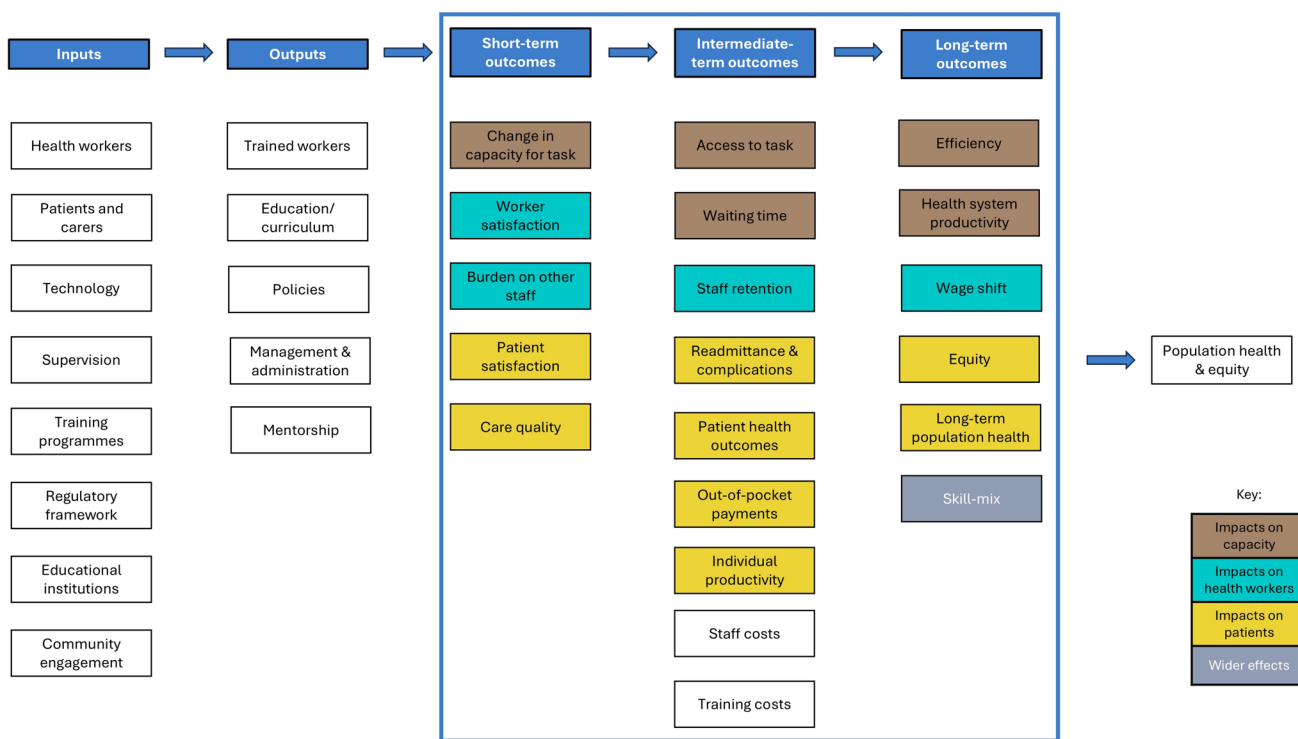 Inputs
Outputs
Short-term
outcomes
Intermediate-
term outcomes
Long-term
outcomes
Health workers
Patients and
carers
Technology
Supervision
Training
programmes
Regulatory
framework
Educational
institutions
Community
engagement
Trained workers
Education/
curriculum
Policies
Management &
administration
Mentorship
Change in
capacity for task
Worker
satisfaction
Burden on other
staff
Patient
satisfaction
Care quality
Access to task
Waiting time
Staff retention
Readmittance &
complications
Patient health
outcomes
Out-of-pocket
payments
Individual
productivity
Staff costs
Training costs
Efficiency
Health system
productivity
Wage shift
Equity
Long-term
population health
Skill-mix
Population health
& equity
Key:
Impacts on
capacity
Impacts on
health workers
Impacts on
patients
Wider effects